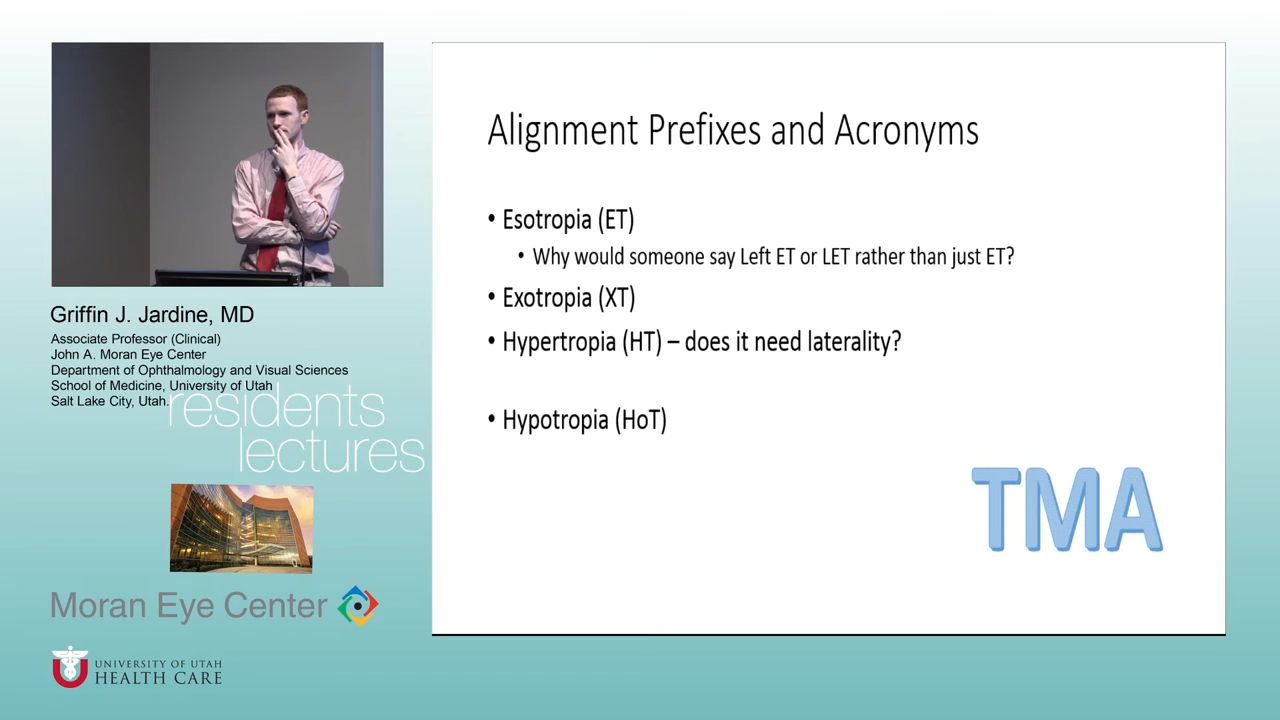 Griffin J. Jardine, MD
Associate Professor (Clinical)
John A. Moran Eye Center
Department of Ophthalmology and Visual Sciences
School of Medicine, University of Utah
Salt Lake City, Utah.
residents
lectures
Moran Eye Center
UNIVERSITY OF UTAH
HEALTH CARE
Alignment Prefixes and Acronyms
• Esotropia (ET)
• Why would someone say Left ET or LET rather than just ET?
• Exotropia (XT)
• Hypertropia (HT) – does it need laterality?
• Hypotropia (HoT)
TMA